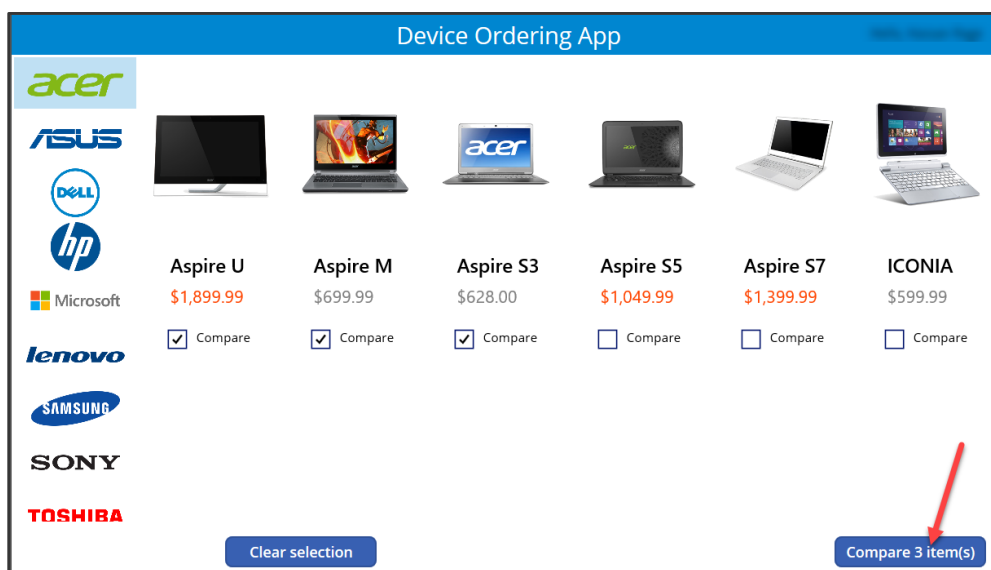 Device Ordering App
acer
ASUS
DELL
hp
Microsoft
lenovo
SAMSUNG
SONY
TOSHIBA
acer
Aspire U
Aspire M
Aspire S3
Aspire S5
Aspire S7
ICONIA
$1,899.99
$699.99
$628.00
$1,049.99
$1,399.99
$599.99
Compare
Compare
Compare
Compare
Compare
Compare
Clear selection
Compare 3 item(s)